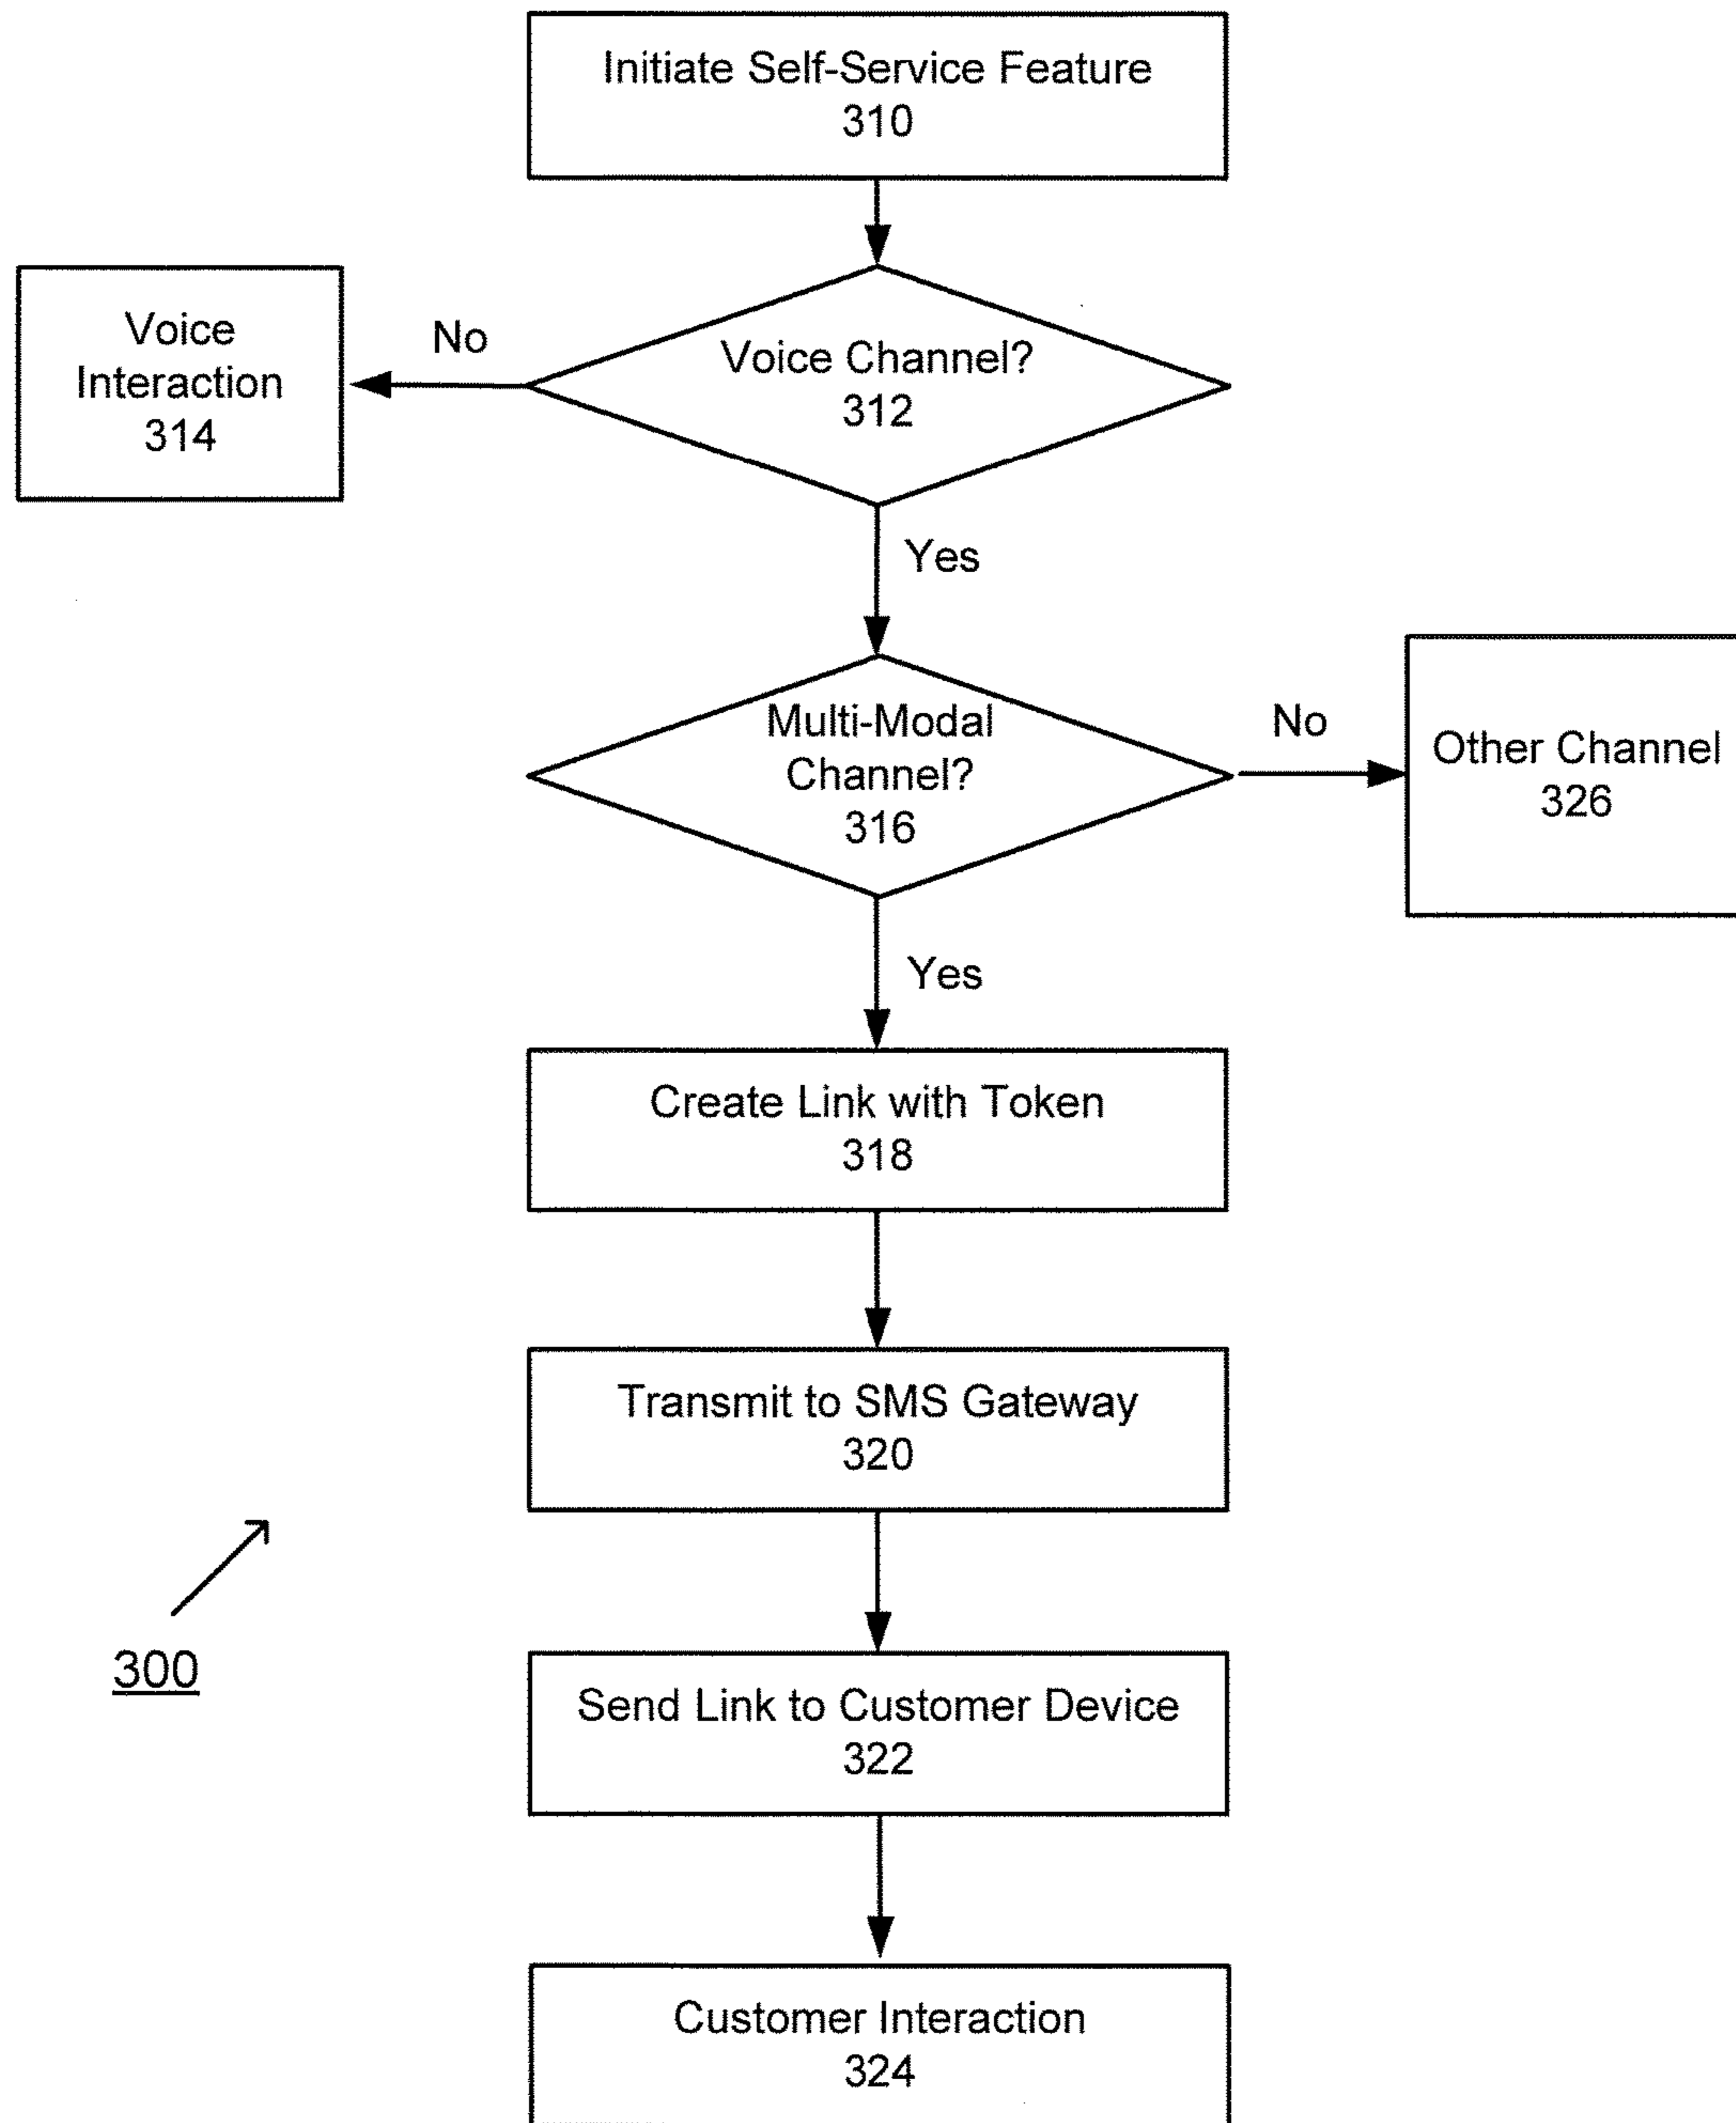 Initiate Self-Service Feature
310
Voice
Interaction
314
No
Voice Channel?
312
Yes
Multi-Modal
Channel?
316
No
Other Channel
326
Yes
Create Link with Token
318
Transmit to SMS Gateway
320
300
Send Link to Customer Device
322
Customer Interaction
324